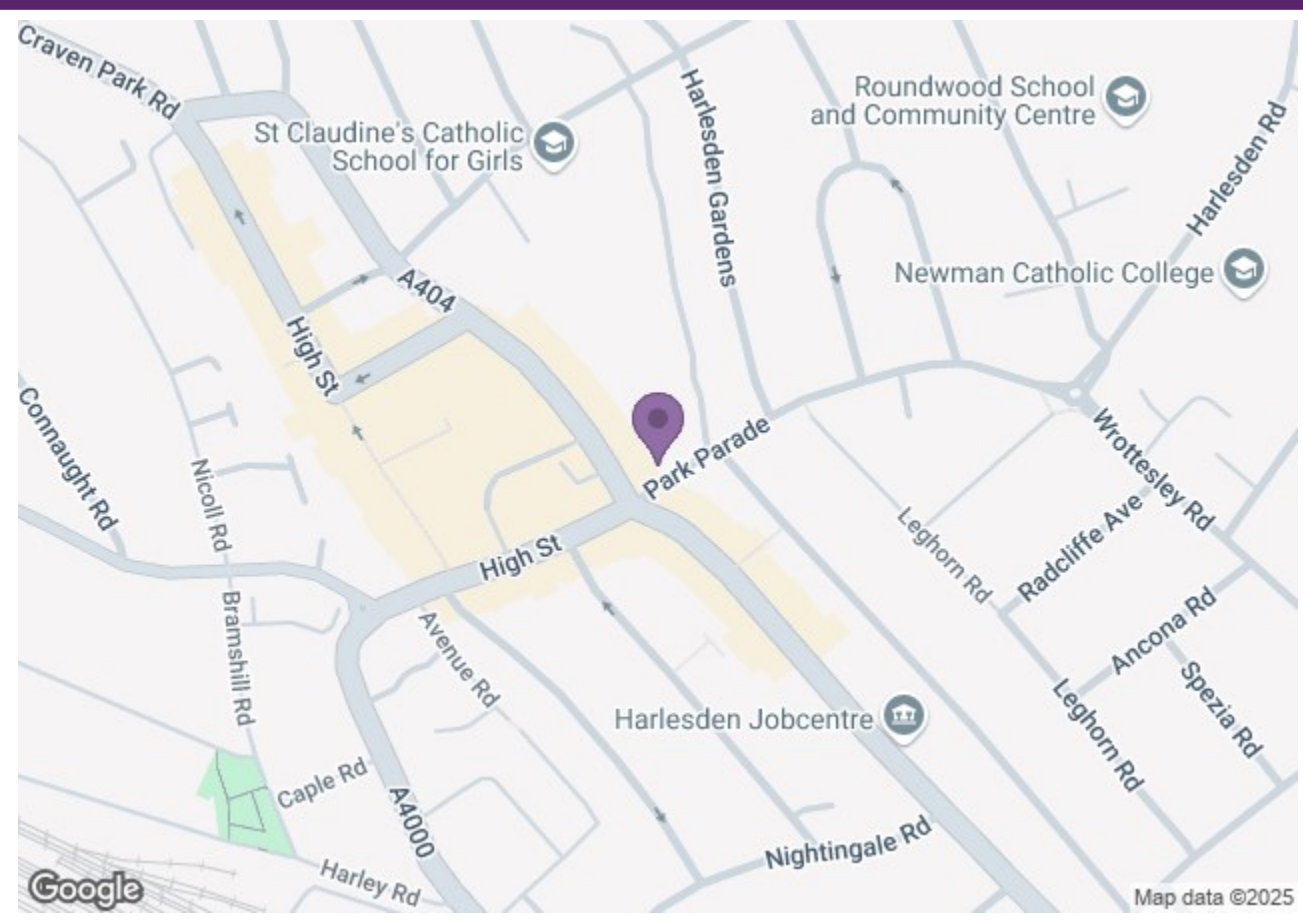 Craven Park Rd
St Claudine's Catholic
School for Girls
Harlesden Gardens
Roundwood School
and Community Centre
Harlesden Rd
A404
Newman Catholic College
High St
Connaught Rd
Nicoll Rd
Park Parade
Wrottesley Rd
High St
Leghorn Rd
Radcliffe Ave
Bramshill Rd
Avenue Rd
Ancona Rd
Spezia Rd
Harlesden Jobcentre
Leghorn Rd
Caple Rd
A4000
Nightingale Rd
Harley Rd
Google
Map data ©2025